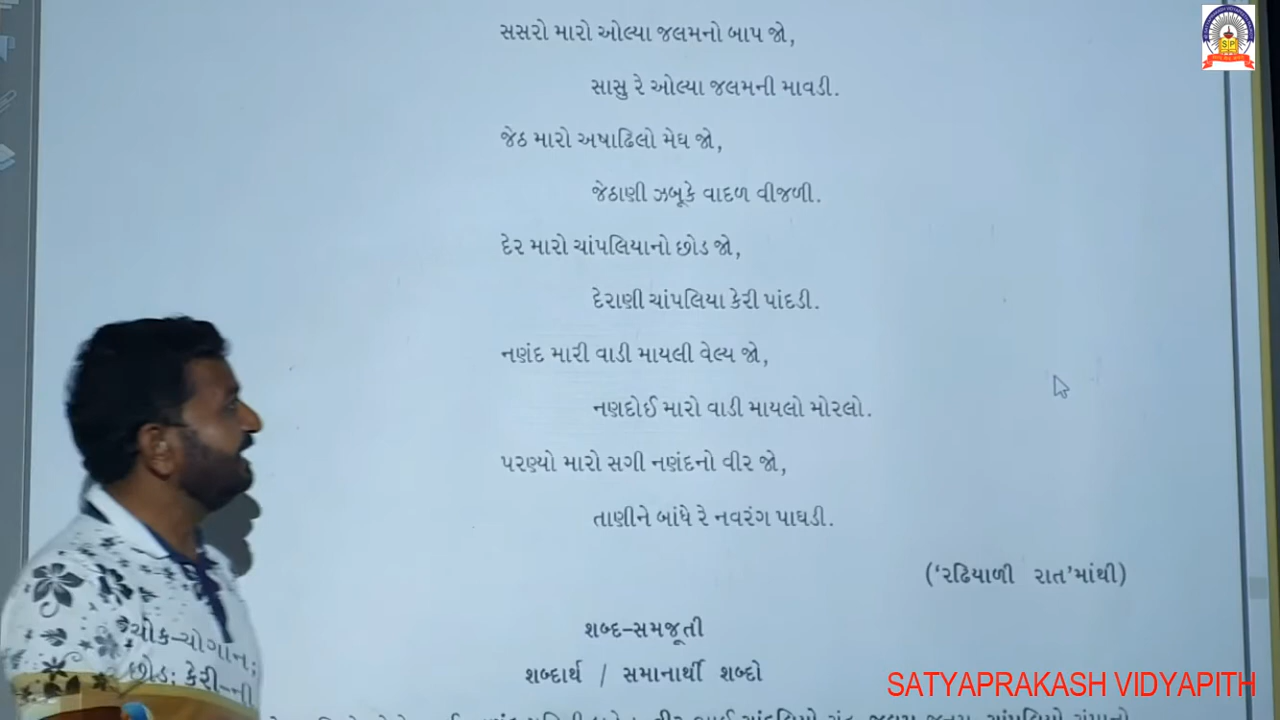 સસરો મારો ઓલ્યા જલમનો બાપ જો,
સાસુ રે ઓલ્યા જલમની માવડી.
જેઠ મારો અષાઢિલો મેઘ જો,
જેઠાણી ઝબૂકે વાદળ વીજળી.
દેર મારો ચાંપલિયાનો છોડ જો,
દેરાણી ચાંપલિયા કેરી પાંદડી.
નણંદ મારી વાડી માયલી વેલ્ય જો,
નણદોઈ મારો વાડી માયલો મોરલો.
પરણ્યો મારો સગી નણંદનો વીર જો,
તાણીને બાંધે રે નવરંગ પાઘડી.
('રઢિયાળી રાત'માંથી)
શબ્દ-સમજૂતી
શબ્દાર્થ / સમાનાર્થી શબ્દો
ચોક-ચોગાન;
છોડ; કેરી-ની
SATYAPRAKASH VIDYAPITH